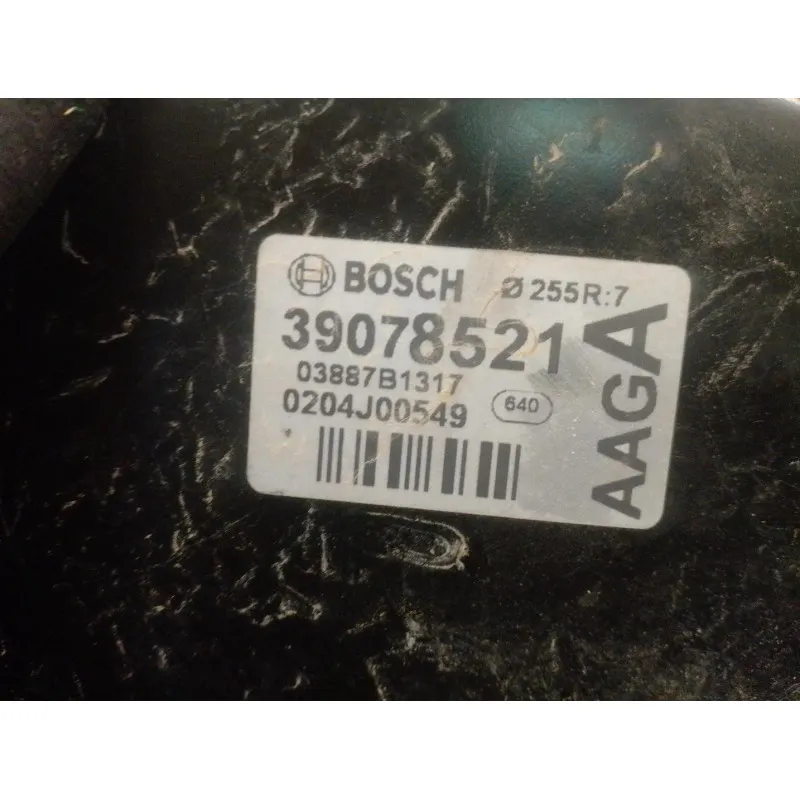 BOSCH Ø 255R:7
39078521
03887B1317
0204J00549 640
AAGA